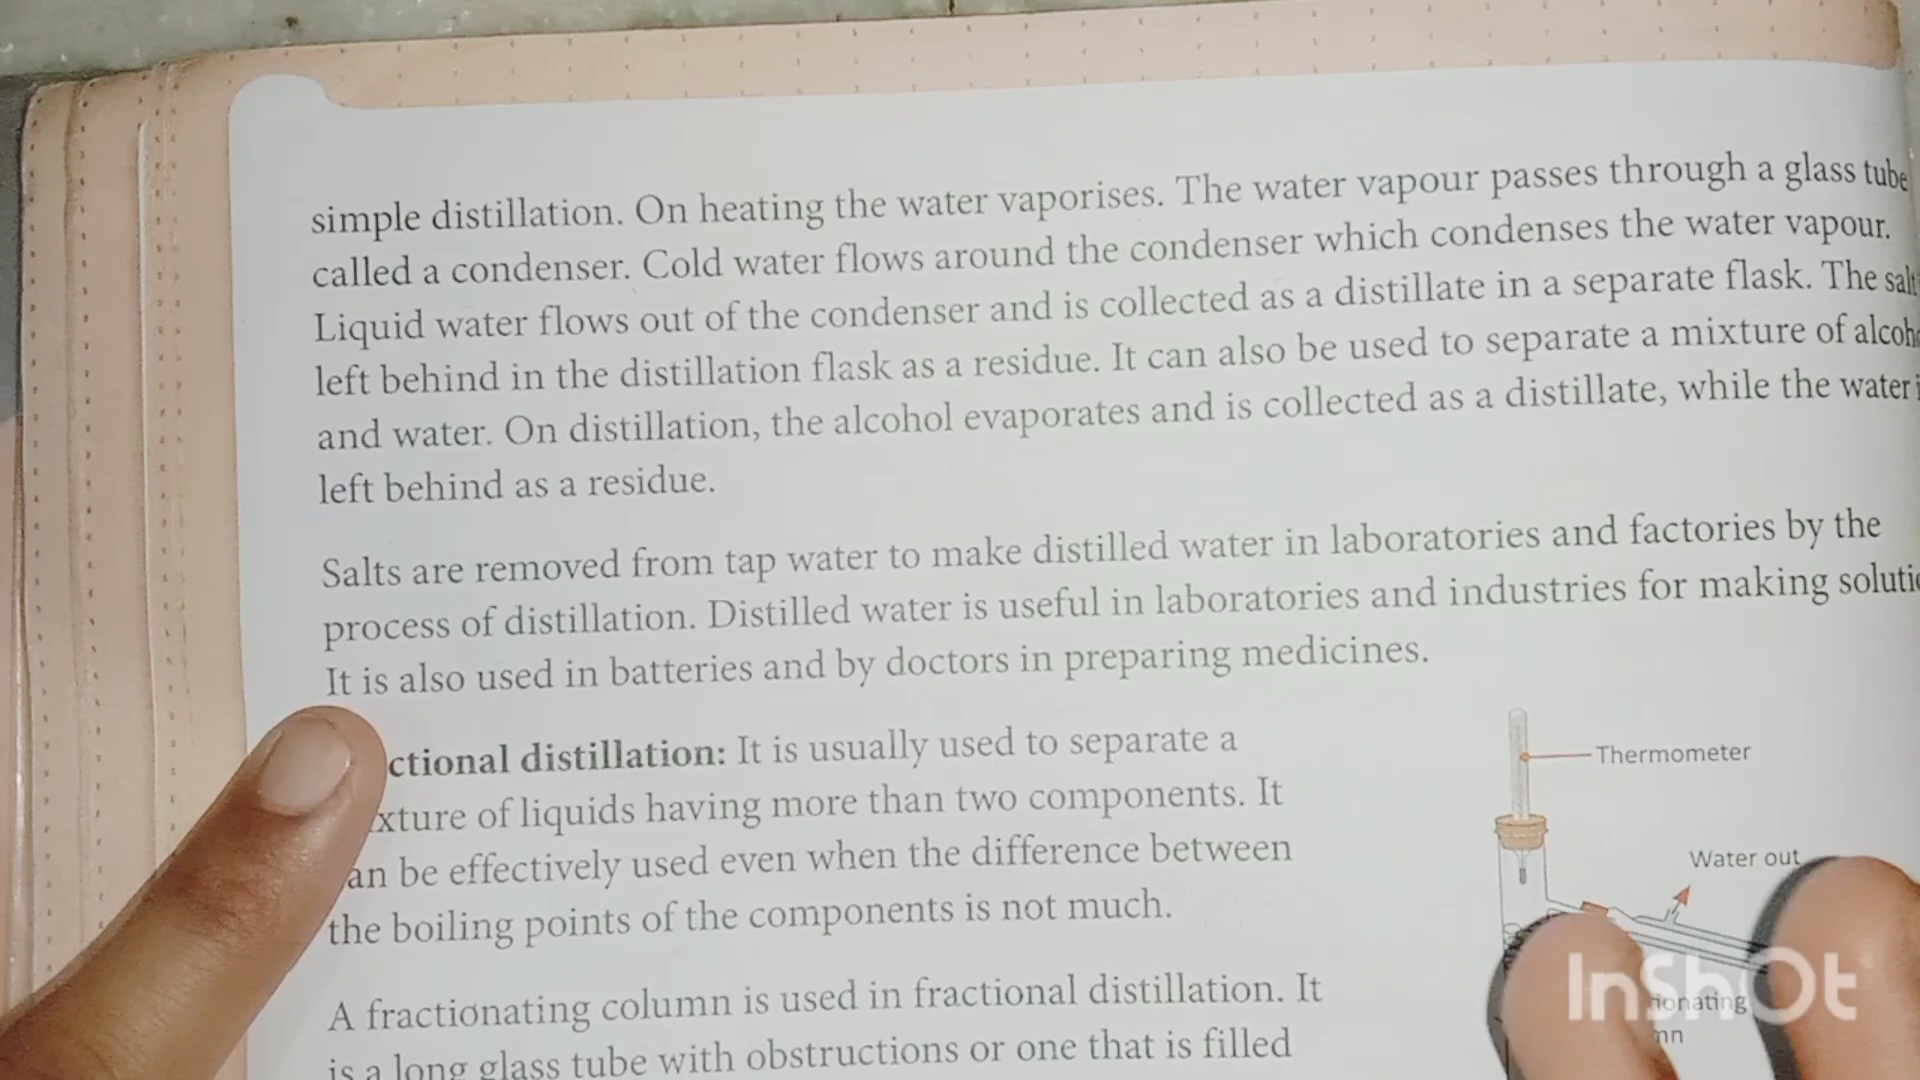 simple distillation. On heating the water vaporises. The water vapour passes through a glass tube
called a condenser. Cold water flows around the condenser which condenses the water vapour.
Liquid water flows out of the condenser and is collected as a distillate in a separate flask. The salt
left behind in the distillation flask as a residue. It can also be used to separate a mixture of
and water. On distillation, the alcohol evaporates and is collected as a distillate, while the water
left behind as a residue.
Salts are removed from tap water to make distilled water in laboratories and factories by the
process of distillation. Distilled water is useful in laboratories and industries for making
It is also used in batteries and by doctors in preparing medicines.
ctional distillation: It is usually used to separate a
xture of liquids having more than two components. It
an be effectively used even when the difference between
the boiling points of the components is not much.
A fractionating column is used in fractional distillation. It
is a long glass tube with obstructions or one that is filled
Thermometer
Water out
ionating
mn
InShOt